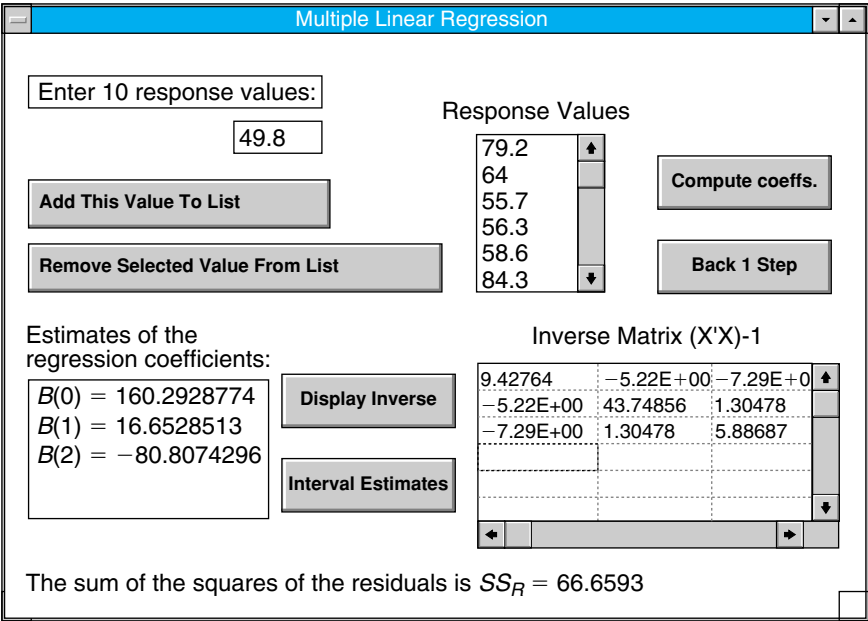 Multiple Linear Regression
Enter 10 response values:
49.8
Add This Value To List
Remove Selected Value From List
Response Values
79.2
64
55.7
56.3
58.6
84.3
Compute coeffs.
Back 1 Step
Estimates of the
regression coefficients:
B(0) = 160.2928774
B(1) = 16.6528513
B(2) = −80.8074296
Display Inverse
Interval Estimates
Inverse Matrix (X'X)-1
9.42764 −5.22E+00 −7.29E+0
−5.22E+00 43.74856 1.30478
−7.29E+00 1.30478 5.88687
The sum of the squares of the residuals is SSR = 66.6593